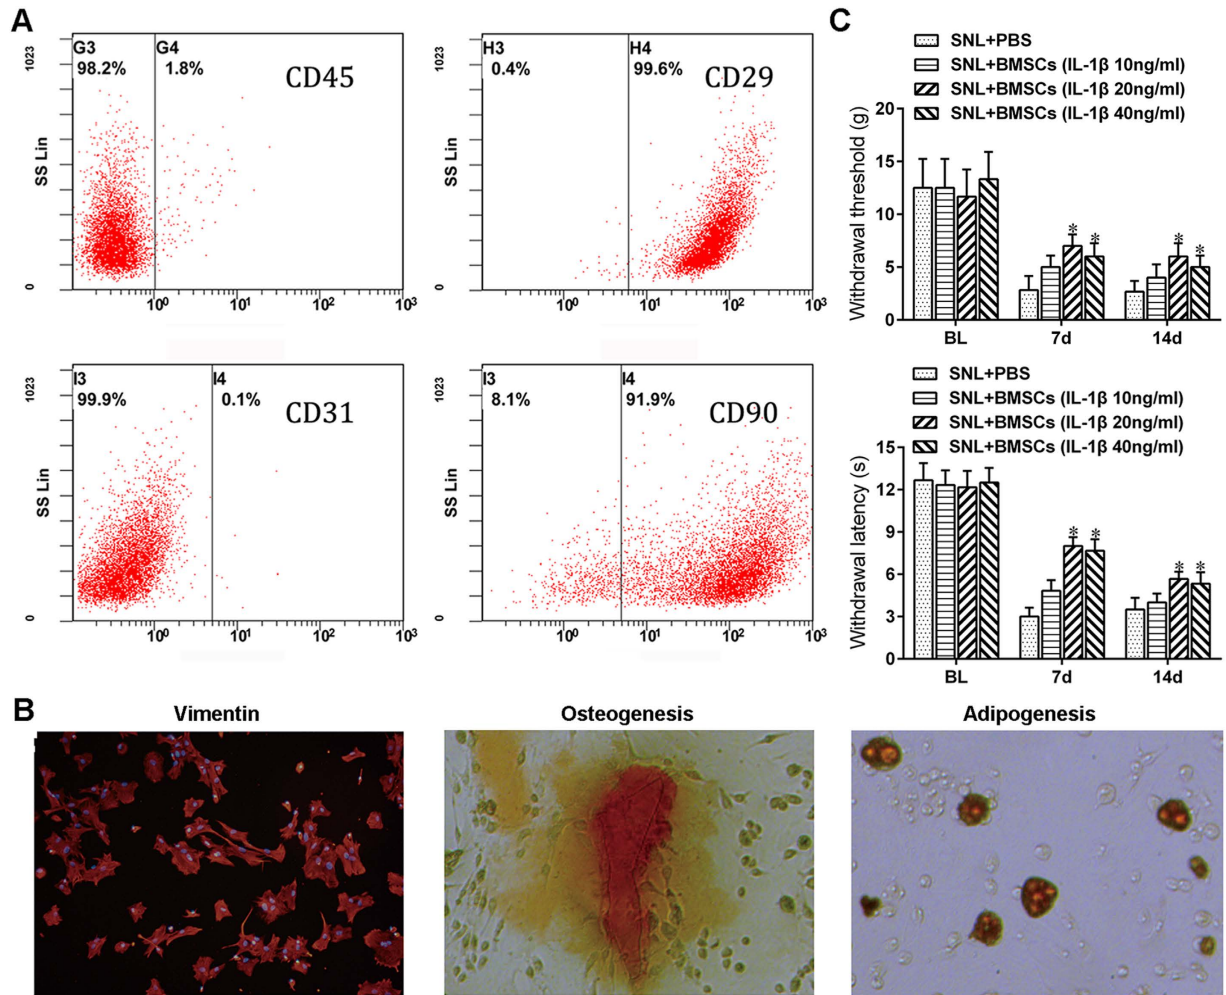 A
G3
98.2%
G4
1.8%
CD45
1023
SS Lin
0
10⁰
10¹
10²
10³
H3
0.4%
H4
99.6%
CD29
1023
SS Lin
0
10⁰
10¹
10²
10³
I3
99.9%
I4
0.1%
CD31
1023
SS Lin
0
10⁰
10¹
10²
10³
I3
8.1%
I4
91.9%
CD90
1023
SS Lin
0
10⁰
10¹
10²
10³
C
SNL+PBS
SNL+BMSCs (IL-1β 10ng/ml)
SNL+BMSCs (IL-1β 20ng/ml)
SNL+BMSCs (IL-1β 40ng/ml)
Withdrawal threshold (g)
20
15
10
5
0
* * * *
BL 7d 14d
SNL+PBS
SNL+BMSCs (IL-1β 10ng/ml)
SNL+BMSCs (IL-1β 20ng/ml)
SNL+BMSCs (IL-1β 40ng/ml)
Withdrawal latency (s)
15
12
9
6
3
0
* * * *
BL 7d 14d
B
Vimentin
Osteogenesis
Adipogenesis